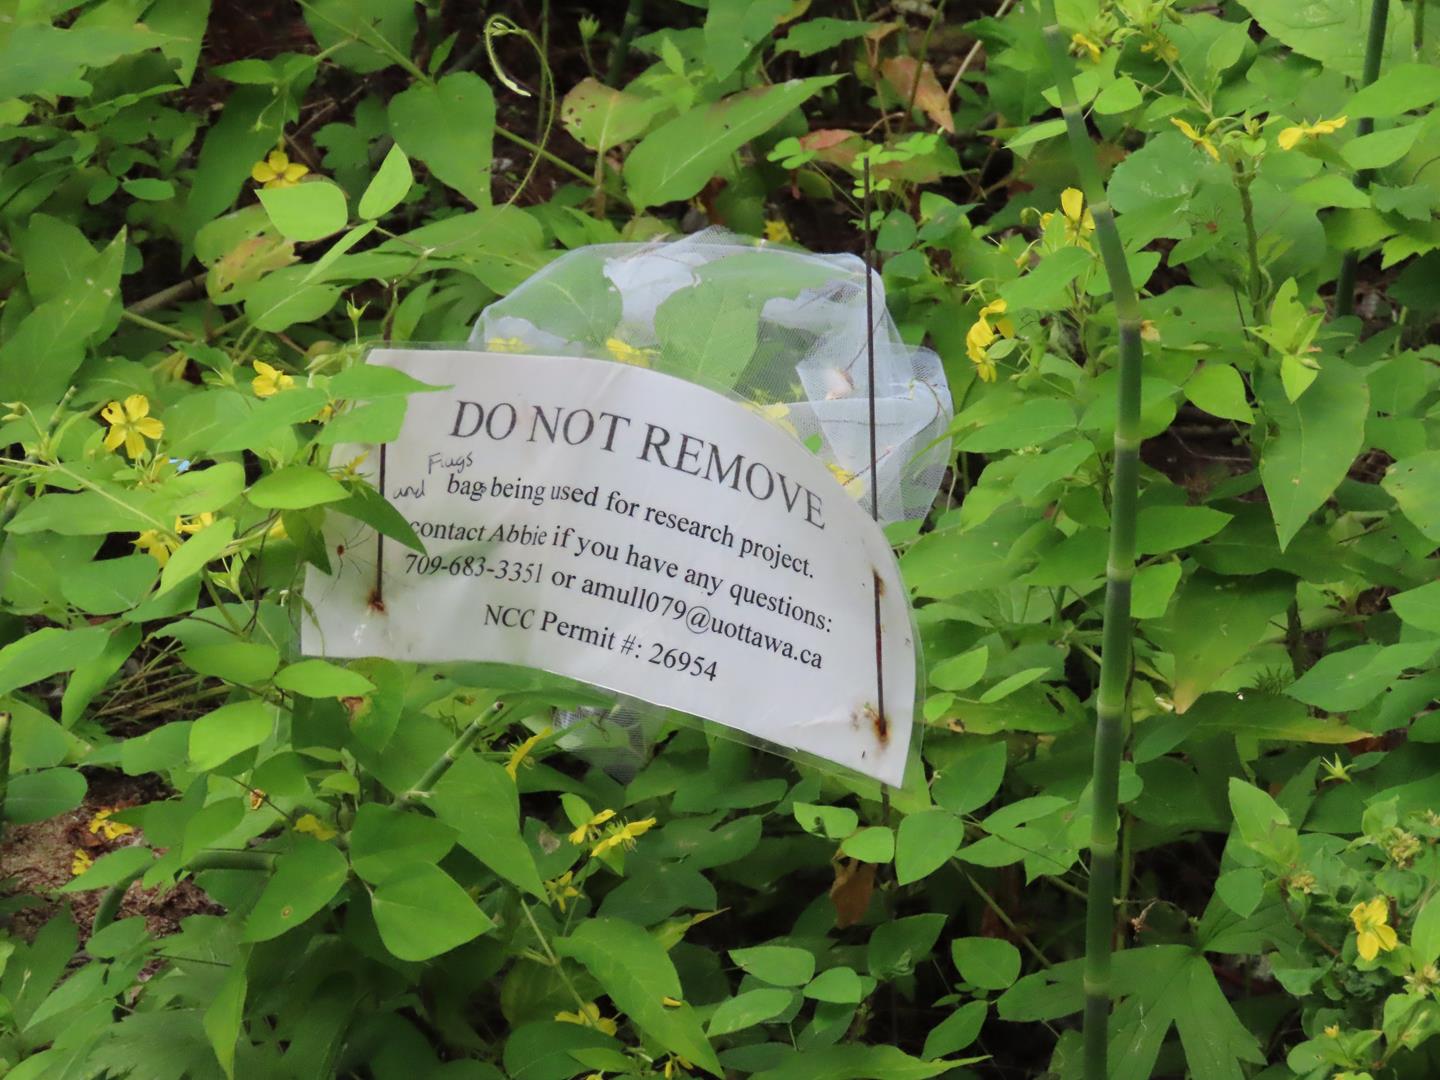 DO NOT REMOVE
Flags
and bags being used for research project.
contact Abbie if you have any questions:
709-683-3351 or amull079@uottawa.ca
NCC Permit #: 26954